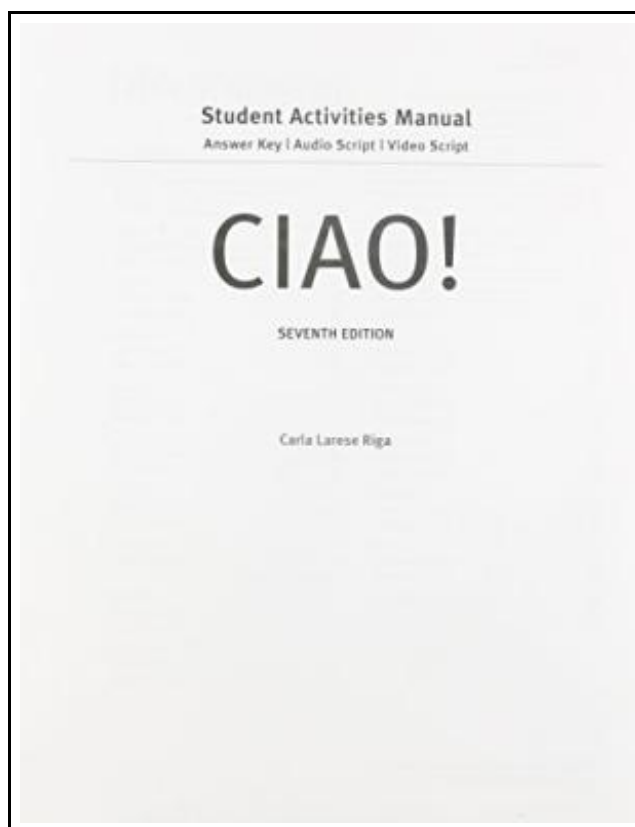 Student Activities Manual
Answer Key | Audio Script | Video Script
CIAO!
SEVENTH EDITION
Carla Larese Riga